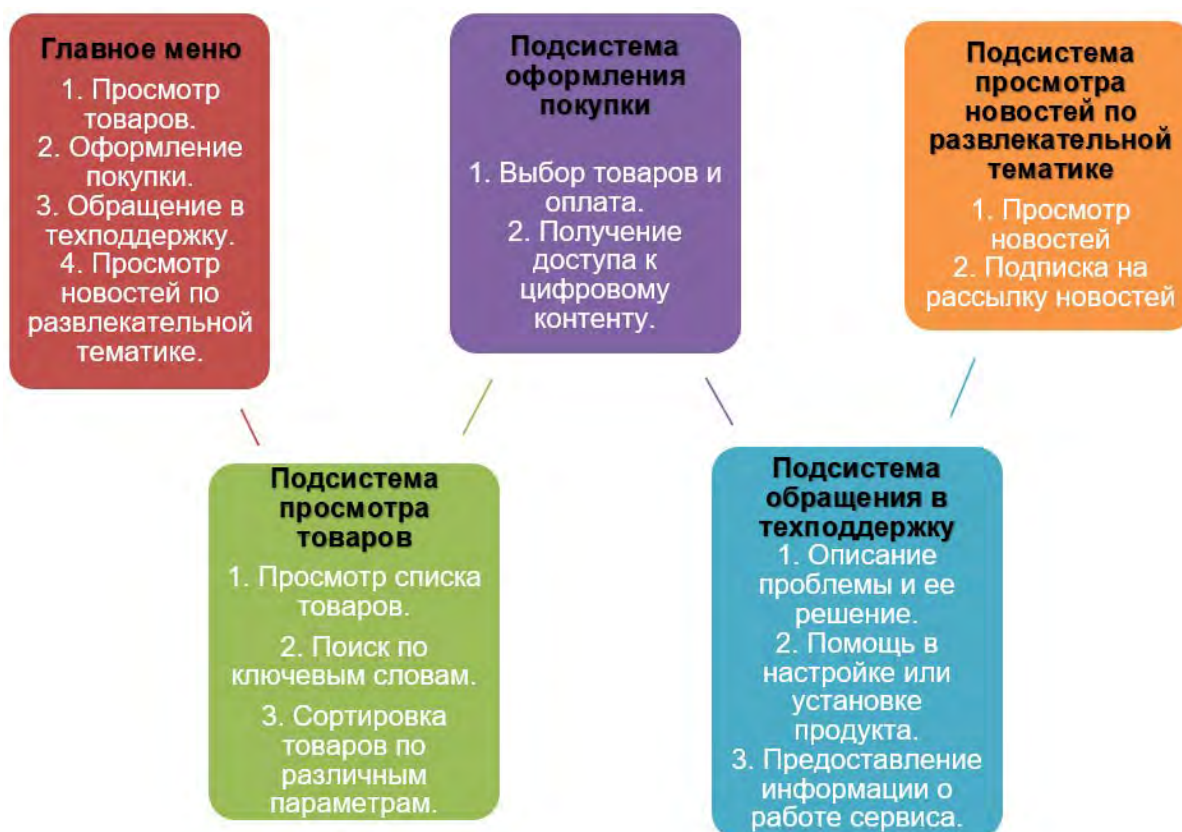 Главное меню
1. Просмотр
товаров.
2. Оформление
покупки.
3. Обращение в
техподдержку.
4. Просмотр
новостей по
развлекательной
тематике.
Подсистема
оформления
покупки
1. Выбор товаров и
оплата.
2. Получение
доступа к
цифровому
контенту.
Подсистема
просмотра
новостей по
развлекательной
тематике
1. Просмотр
новостей
2. Подписка на
рассылку новостей
Подсистема
просмотра
товаров
1. Просмотр списка
товаров.
2. Поиск по
ключевым словам.
3. Сортировка
товаров по
различным
параметрам.
Подсистема
обращения в
техподдержку
1. Описание
проблемы и ее
решение.
2. Помощь в
настройке или
установке
продукта.
3. Предоставление
информации о
работе сервиса.